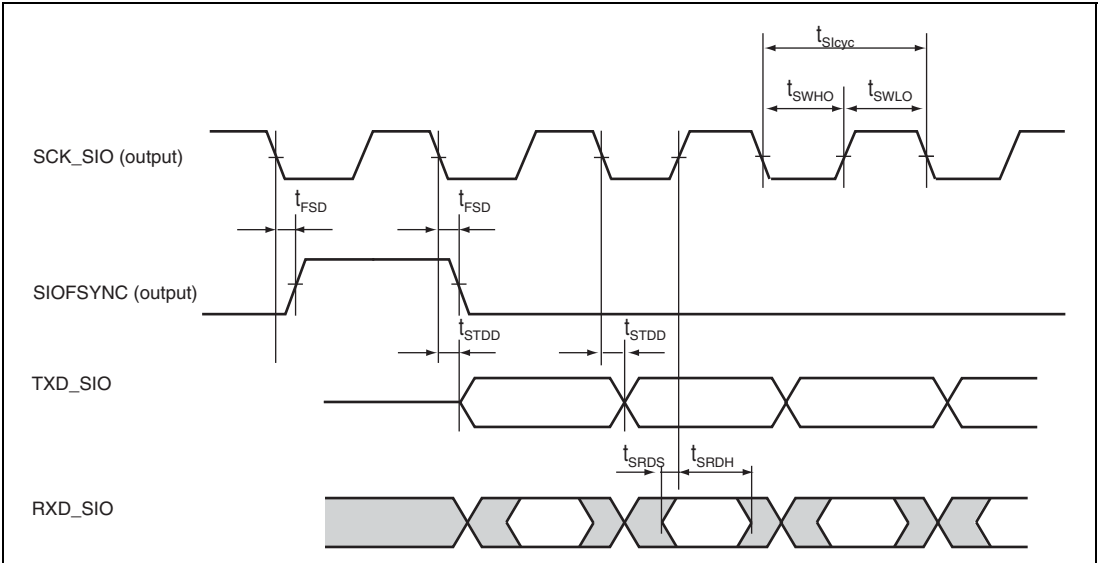 tSIcyc
tSWHO tSWLO
SCK_SIO (output)
tFSD tFSD
SIOFSYNC (output)
tSTDD tSTDD
TXD_SIO
tSRDS tSRDH
RXD_SIO